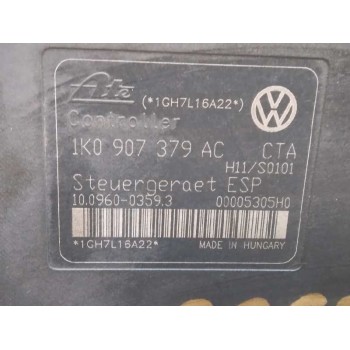 Ate (*1GH7L16A22*)
Controller
1K0 907 379 AC CTA
H11/S0101
Steuergeraet ESP
10.0960-0359.3 00005305H0
*1GH7L16A22* MADE IN HUNGARY